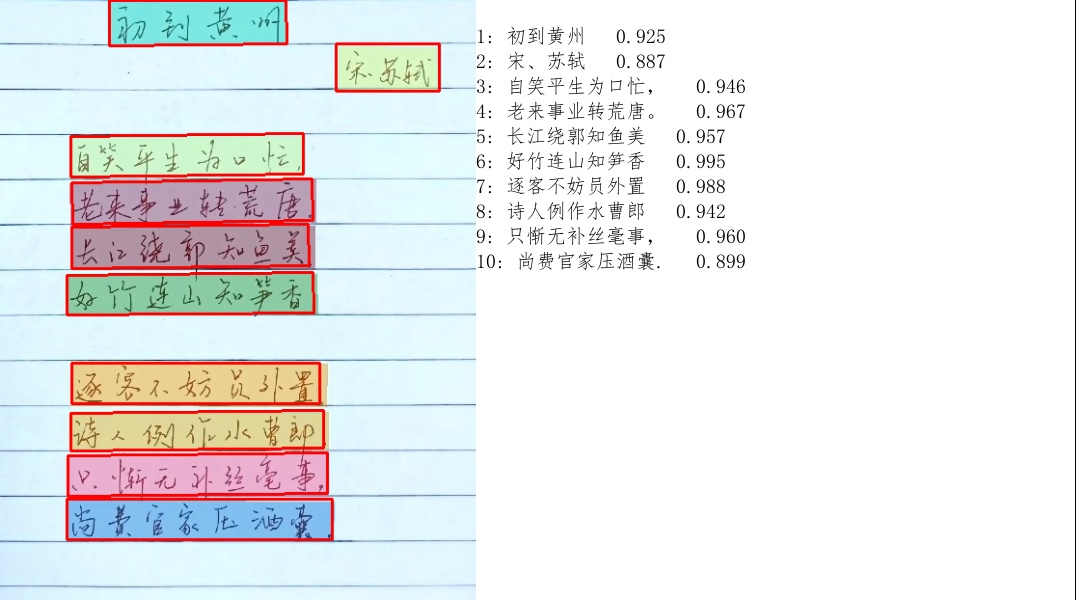 初到黄州
宋、苏轼
自笑平生为口忙,
老来事业转荒唐.
长江绕郭知鱼美
好竹连山知笋香
逐客不妨员外置
诗人例作水曹郎
只惭无补丝毫事,
尚费官家压酒囊.
1: 初到黄州 0.925
2: 宋、苏轼 0.887
3: 自笑平生为口忙, 0.946
4: 老来事业转荒唐。 0.967
5: 长江绕郭知鱼美 0.957
6: 好竹连山知笋香 0.995
7: 逐客不妨员外置 0.988
8: 诗人例作水曹郎 0.942
9: 只惭无补丝毫事, 0.960
10: 尚费官家压酒囊. 0.899